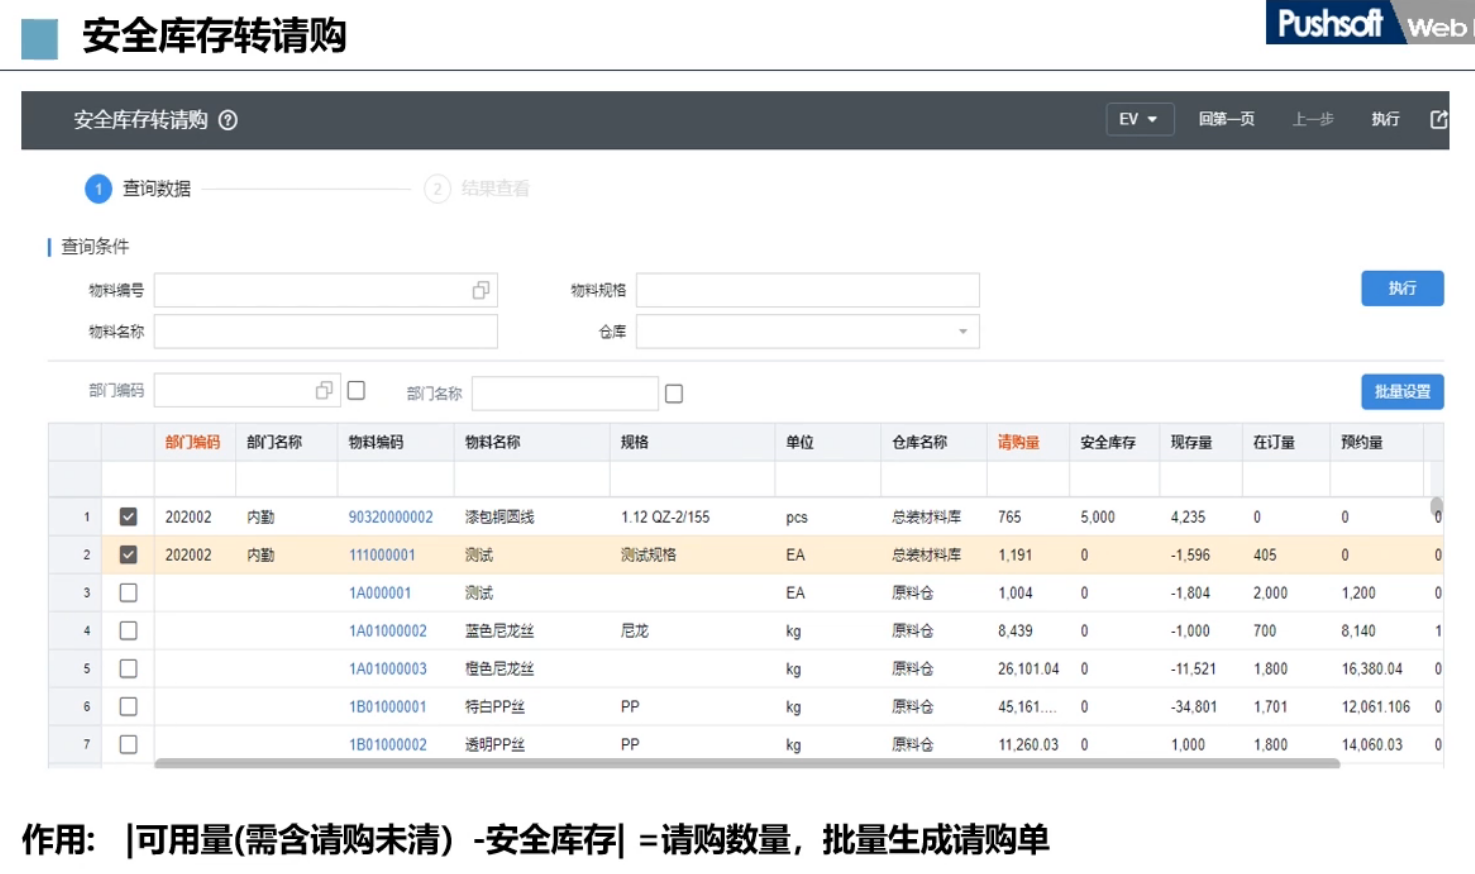 安全库存转请购
Pushsoft Web
安全库存转请购 ?
EV 回第一页 上一步 执行
1 查询数据 2 结果查看
查询条件
物料编号 物料规格 执行
物料名称 仓库
部门编码 部门名称 批量设置
部门编码 部门名称 物料编码 物料名称 规格 单位 仓库名称 请购量 安全库存 现存量 在订量 预约量
1 202002 内勤 90320000002 漆包铜圆线 1.12 QZ-2/155 pcs 总装材料库 765 5,000 4,235 0 0 0
2 202002 内勤 111000001 测试 测试规格 EA 总装材料库 1,191 0 -1,596 405 0 0
3 1A000001 测试 EA 原料仓 1,004 0 -1,804 2,000 1,200 0
4 1A01000002 蓝色尼龙丝 尼龙 kg 原料仓 8,439 0 -1,000 700 8,140 1
5 1A01000003 橙色尼龙丝 kg 原料仓 26,101.04 0 -11,521 1,800 16,380.04 0
6 1B01000001 特白PP丝 PP kg 原料仓 45,161.... 0 -34,801 1,701 12,061.106 0
7 1B01000002 透明PP丝 PP kg 原料仓 11,260.03 0 1,000 1,800 14,060.03 0
作用: |可用量(需含请购未清) -安全库存| =请购数量，批量生成请购单